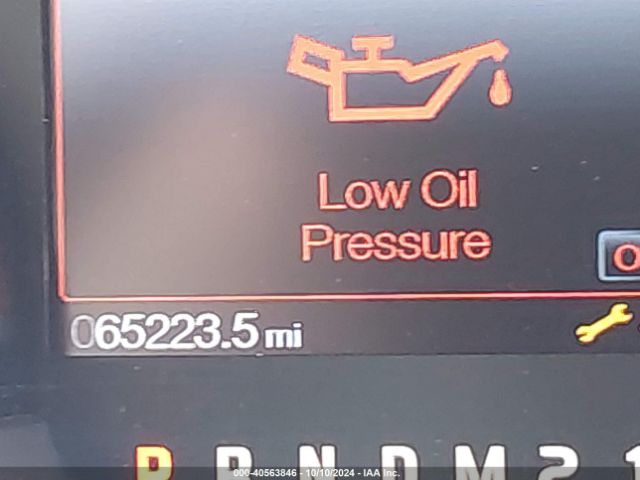 Low Oil
Pressure
O
065223.5 mi
P R N D M 2 1
000-40563846 - 10/10/2024 - IAA Inc.